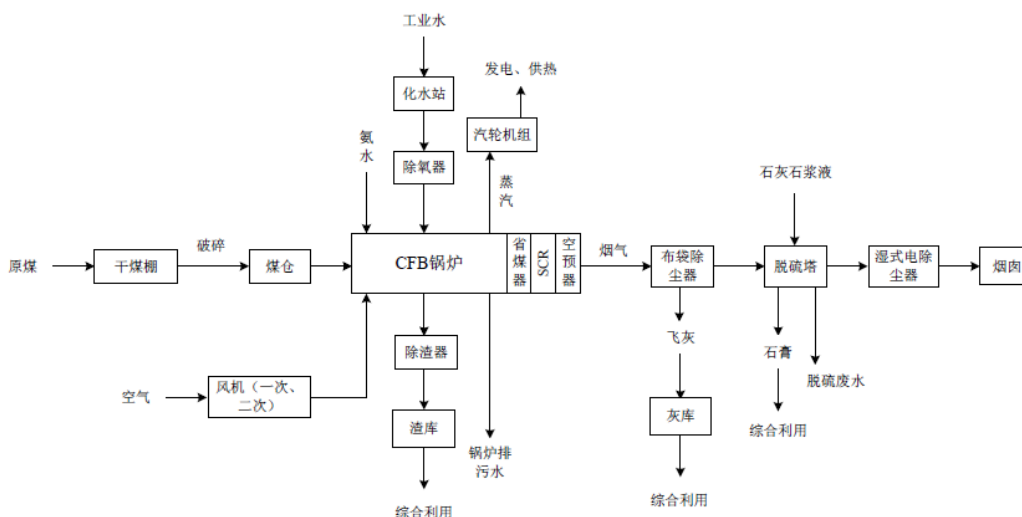 工业水
化水站
发电、供热
汽轮机组
氨
水
除氧器
蒸
汽
石灰石浆液
原煤
干煤棚
破碎
煤仓
CFB锅炉
省
煤
器
SCR
空
预
器
烟气
布袋除
尘器
脱硫塔
湿式电除
尘器
烟囱
除渣器
飞灰
石膏
脱硫废水
空气
风机（一次、
二次）
渣库
锅炉排
污水
灰库
综合利用
综合利用
综合利用